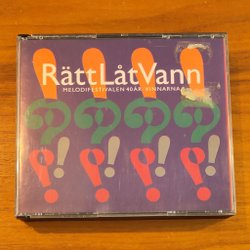 RättLåtVann
MELODIFESTIVALEN 40 ÅR: VINNARNA